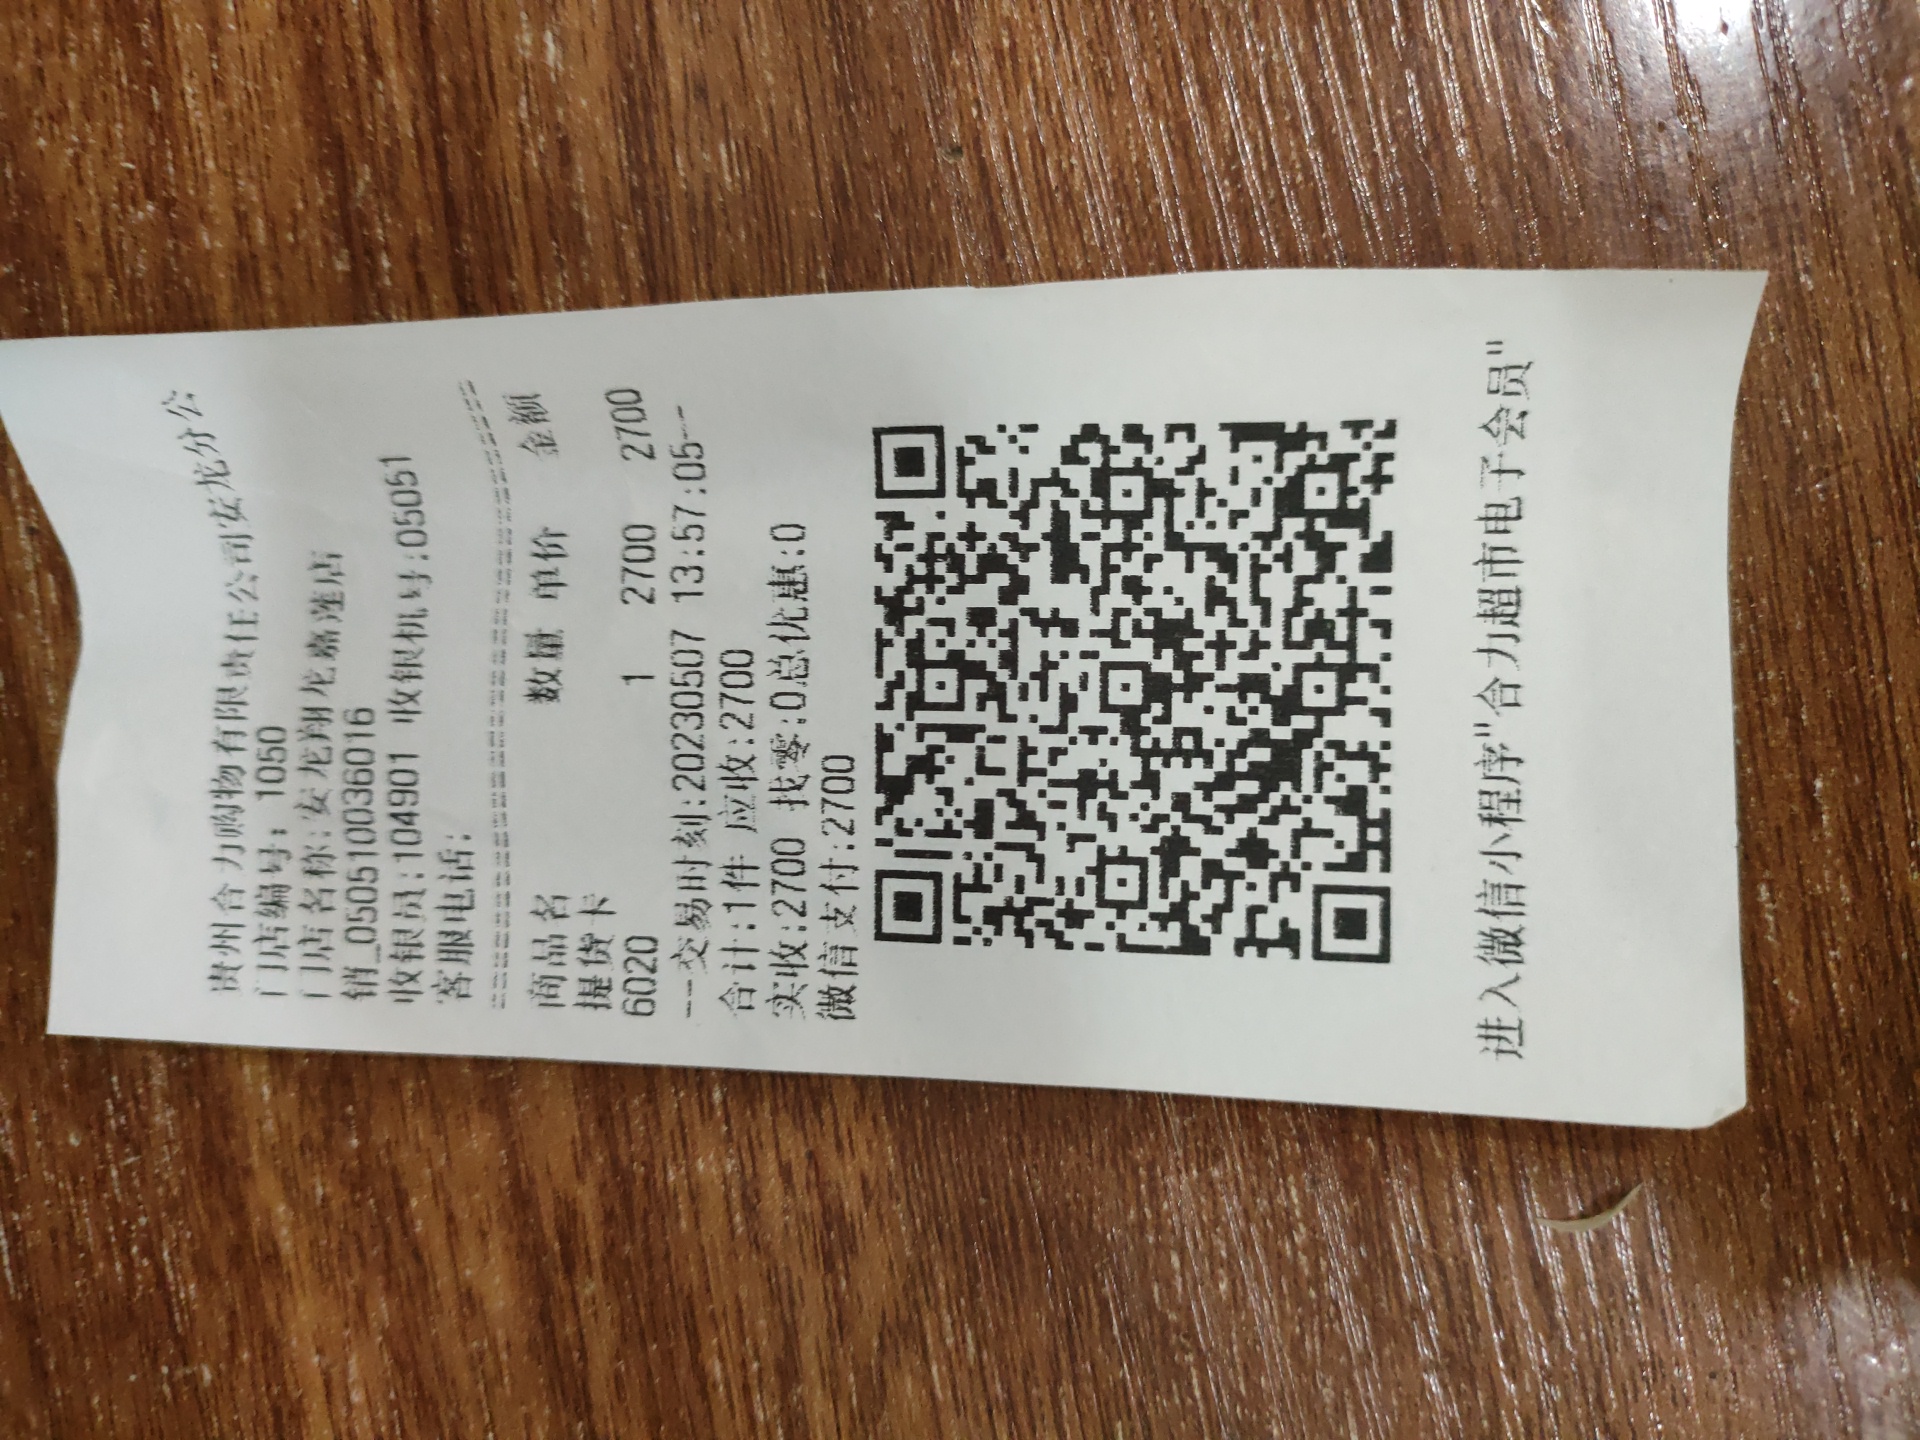 贵州合力购物有限责任公司安龙分公
门店编号: 1050
门店名称:安龙翔龙嘉莲店
销_050510036016
收银员:104901 收银机号:05051
客服电话:
========================================
商品名 数量 单价 金额
提货卡
6020 1 2700 2700
--交易时刻:20230507 13:57:05--
合计:1件 应收:2700
实收:2700 找零:0总优惠:0
微信支付:2700
进入微信小程序"合力超市电子会员"